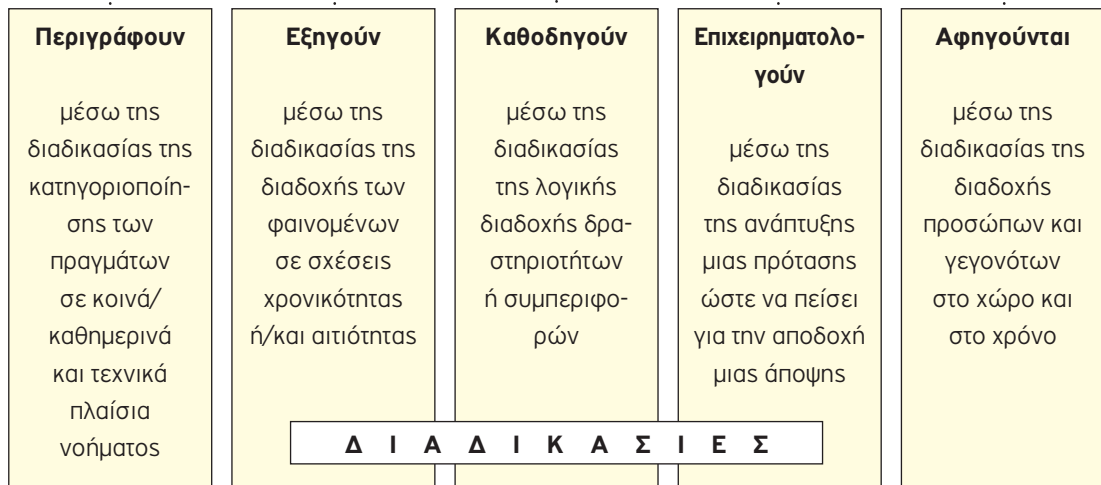 Περιγράφουν
μέσω της
διαδικασίας της
κατηγοριοποίη-
σης των
πραγμάτων
σε κοινά/
καθημερινά
και τεχνικά
πλαίσια
νοήματος
Εξηγούν
μέσω της
διαδικασίας της
διαδοχής των
φαινομένων
σε σχέσεις
χρονικότητας
ή/και αιτιότητας
Καθοδηγούν
μέσω της
διαδικασίας
της λογικής
διαδοχής δρα-
στηριοτήτων
ή συμπεριφο-
ρών
Επιχειρηματολο-
γούν
μέσω της
διαδικασίας
της ανάπτυξης
μιας πρότασης
ώστε να πείσει
για την αποδοχή
μιας άποψης
Αφηγούνται
μέσω της
διαδικασίας της
διαδοχής
προσώπων και
γεγονότων
στο χώρο και
στο χρόνο
Δ Ι Α Δ Ι Κ Α Σ Ι Ε Σ